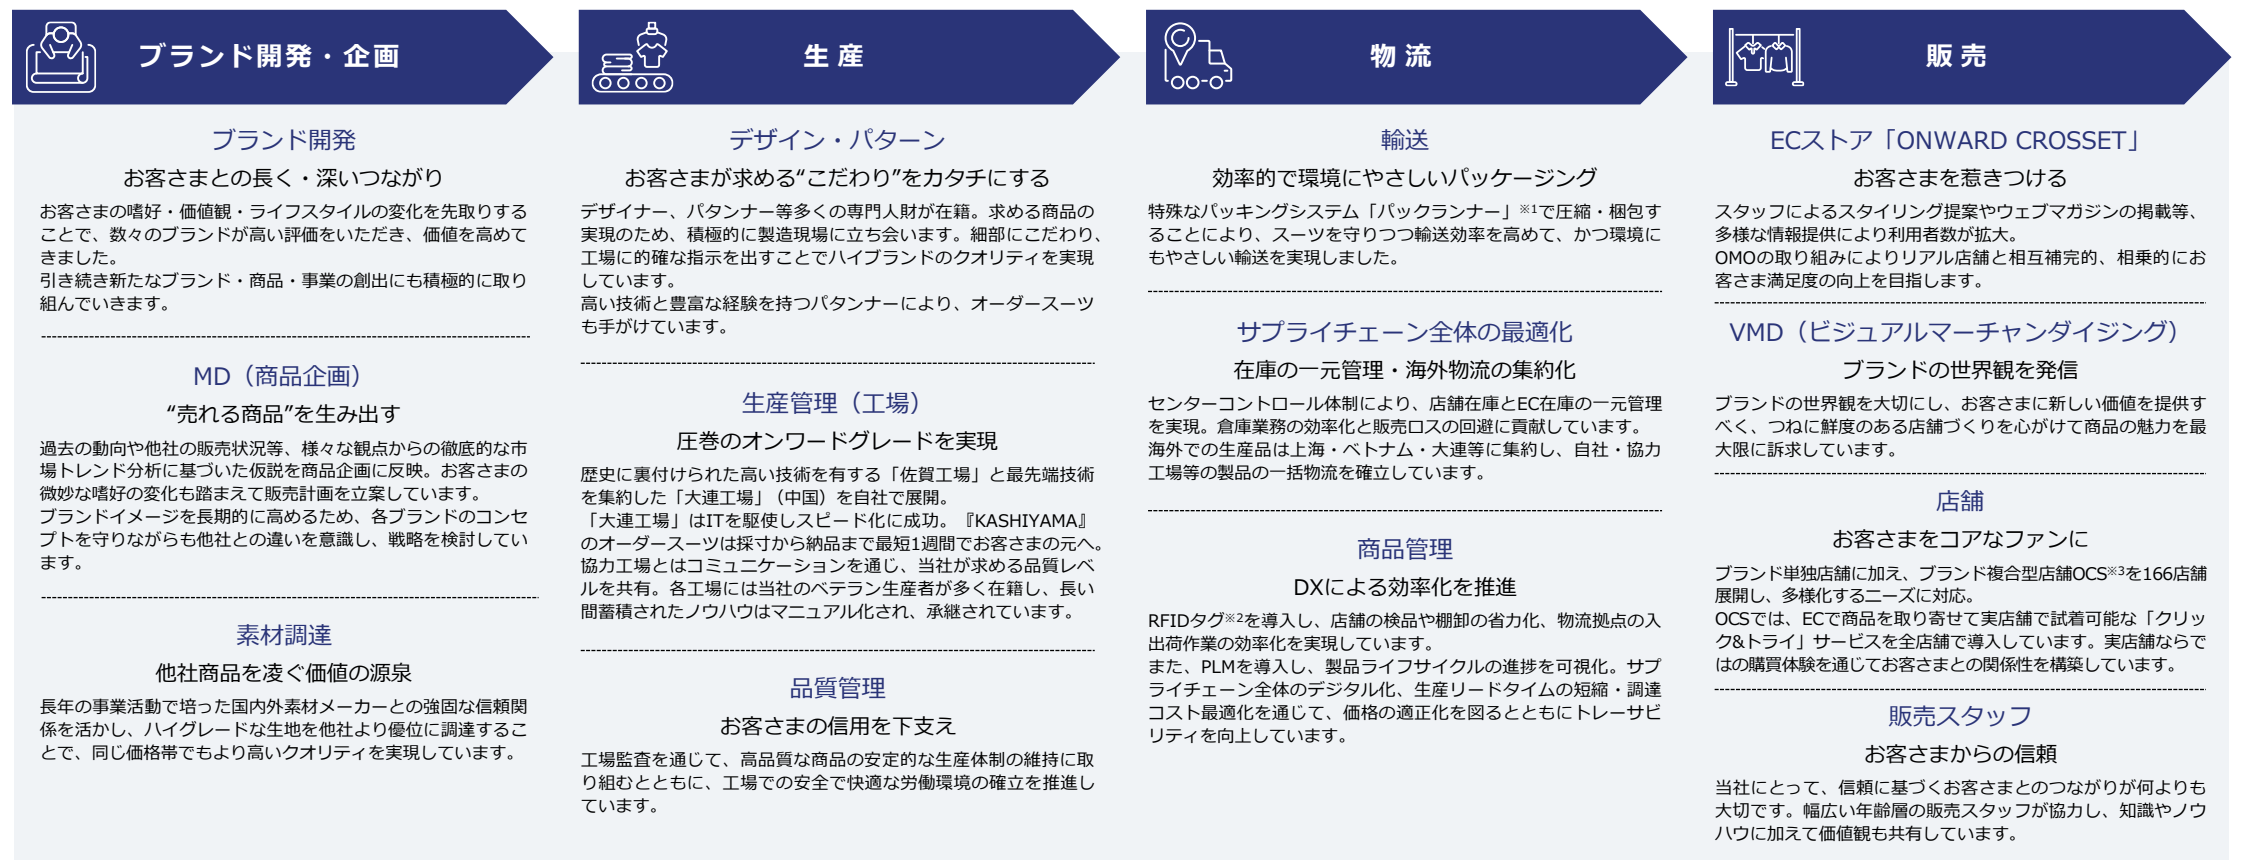 ブランド開発・企画
ブランド開発
お客さまとの長く・深いつながり
お客さまの嗜好・価値観・ライフスタイルの変化を先取りする
ことで、数々のブランドが高い評価をいただき、価値を高めて
きました。
引き続き新たなブランド・商品・事業の創出にも積極的に取り
組んでいきます。
MD（商品企画）
“売れる商品”を生み出す
過去の動向や他社の販売状況等、様々な観点からの徹底的な市
場トレンド分析に基づいた仮説を商品企画に反映。お客さまの
微妙な嗜好の変化も踏まえて販売計画を立案しています。
ブランドイメージを長期的に高めるため、各ブランドのコンセ
プトを守りながらも他社との違いを意識し、戦略を検討してい
ます。
素材調達
他社商品を凌ぐ価値の源泉
長年の事業活動で培った国内外素材メーカーとの強固な信頼関
係を活かし、ハイグレードな生地を他社より優位に調達するこ
とで、同じ価格帯でもより高いクオリティを実現しています。
生産
デザイン・パターン
お客さまが求める“こだわり”をカタチにする
デザイナー、パタンナー等多くの専門人財が在籍。求める商品の
実現のため、積極的に製造現場に立ち会います。細部にこだわり、
工場に的確な指示を出すことでハイブランドのクオリティを実現
しています。
高い技術と豊富な経験を持つパタンナーにより、オーダースーツ
も手がけています。
生産管理（工場）
圧巻のオンワードグレードを実現
歴史に裏付けられた高い技術を有する「佐賀工場」と最先端技術
を集約した「大連工場」（中国）を自社で展開。
「大連工場」はITを駆使しスピード化に成功。『KASHIYAMA』
のオーダースーツは採寸から納品まで最短1週間でお客さまの元へ。
協力工場とはコミュニケーションを通じ、当社が求める品質レベ
ルを共有。各工場には当社のベテラン生産者が多く在籍し、長い
間蓄積されたノウハウはマニュアル化され、承継されています。
品質管理
お客さまの信用を下支え
工場監査を通じて、高品質な商品の安定的な生産体制の維持に取
り組むとともに、工場での安全で快適な労働環境の確立を推進し
ています。
物流
輸送
効率的で環境にやさしいパッケージング
特殊なパッキングシステム「パックランナー」※1で圧縮・梱包す
ることにより、スーツを守りつつ輸送効率を高めて、かつ環境に
もやさしい輸送を実現しました。
サプライチェーン全体の最適化
在庫の一元管理・海外物流の集約化
センターコントロール体制により、店舗在庫とEC在庫の一元管理
を実現。倉庫業務の効率化と販売ロスの回避に貢献しています。
海外での生産品は上海・ベトナム・大連等に集約し、自社・協力
工場等の製品の一括物流を確立しています。
商品管理
DXによる効率化を推進
RFIDタグ※2を導入し、店舗の検品や棚卸の省力化、物流拠点の入
出荷作業の効率化を実現しています。
また、PLMを導入し、製品ライフサイクルの進捗を可視化。サプ
ライチェーン全体のデジタル化、生産リードタイムの短縮・調達
コスト最適化を通じて、価格の適正化を図るとともにトレーサビ
リティを向上しています。
販売
ECストア「ONWARD CROSSET」
お客さまを惹きつける
スタッフによるスタイリング提案やウェブマガジンの掲載等、
多様な情報提供により利用者数が拡大。
OMOの取り組みによりリアル店舗と相互補完的、相乗的にお
客さま満足度の向上を目指します。
VMD（ビジュアルマーチャンダイジング）
ブランドの世界観を発信
ブランドの世界観を大切にし、お客さまに新しい価値を提供す
べく、つねに鮮度のある店舗づくりを心がけて商品の魅力を最
大限に訴求しています。
店舗
お客さまをコアなファンに
ブランド単独店舗に加え、ブランド複合型店舗OCS※3を166店舗
展開し、多様化するニーズに対応。
OCSでは、ECで商品を取り寄せて実店舗で試着可能な「クリッ
ク&トライ」サービスを全店舗で導入しています。実店舗ならで
はの購買体験を通じてお客さまとの関係性を構築しています。
販売スタッフ
お客さまからの信頼
当社にとって、信頼に基づくお客さまとのつながりが何よりも
大切です。幅広い年齢層の販売スタッフが協力し、知識やノウ
ハウに加えて価値観も共有しています。